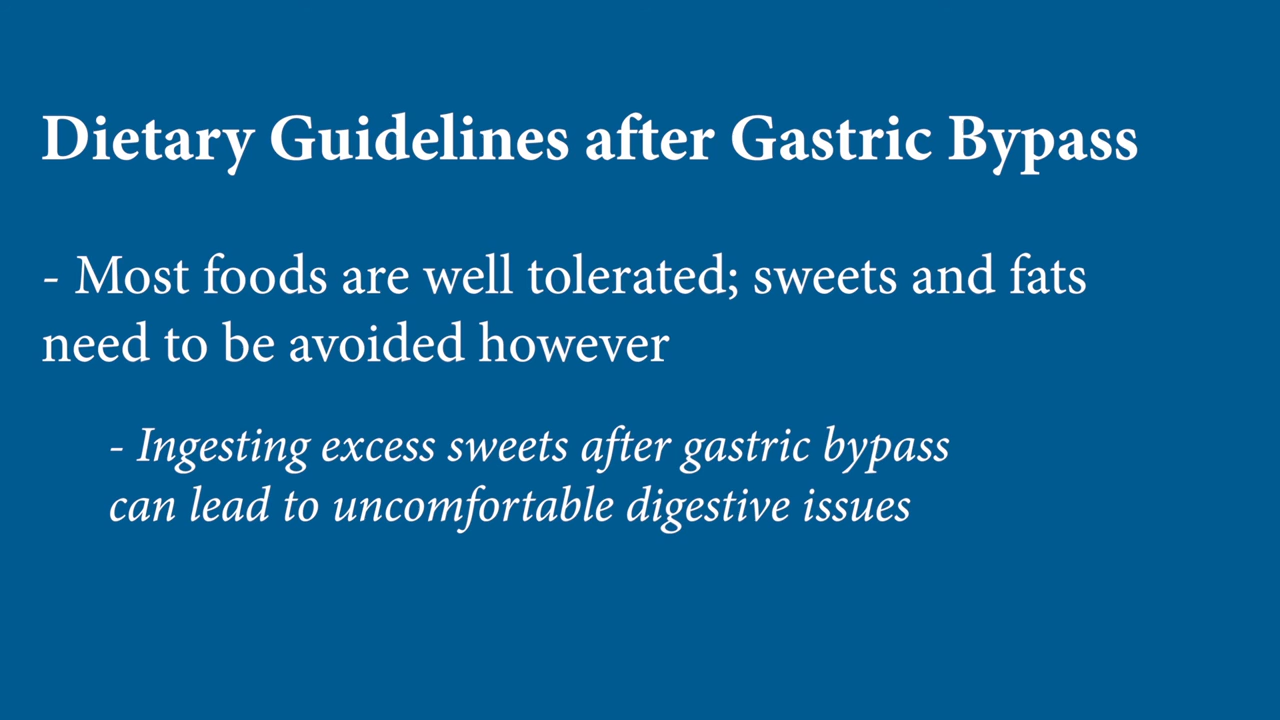 Dietary Guidelines after Gastric Bypass
- Most foods are well tolerated; sweets and fats
need to be avoided however
- Ingesting excess sweets after gastric bypass
can lead to uncomfortable digestive issues